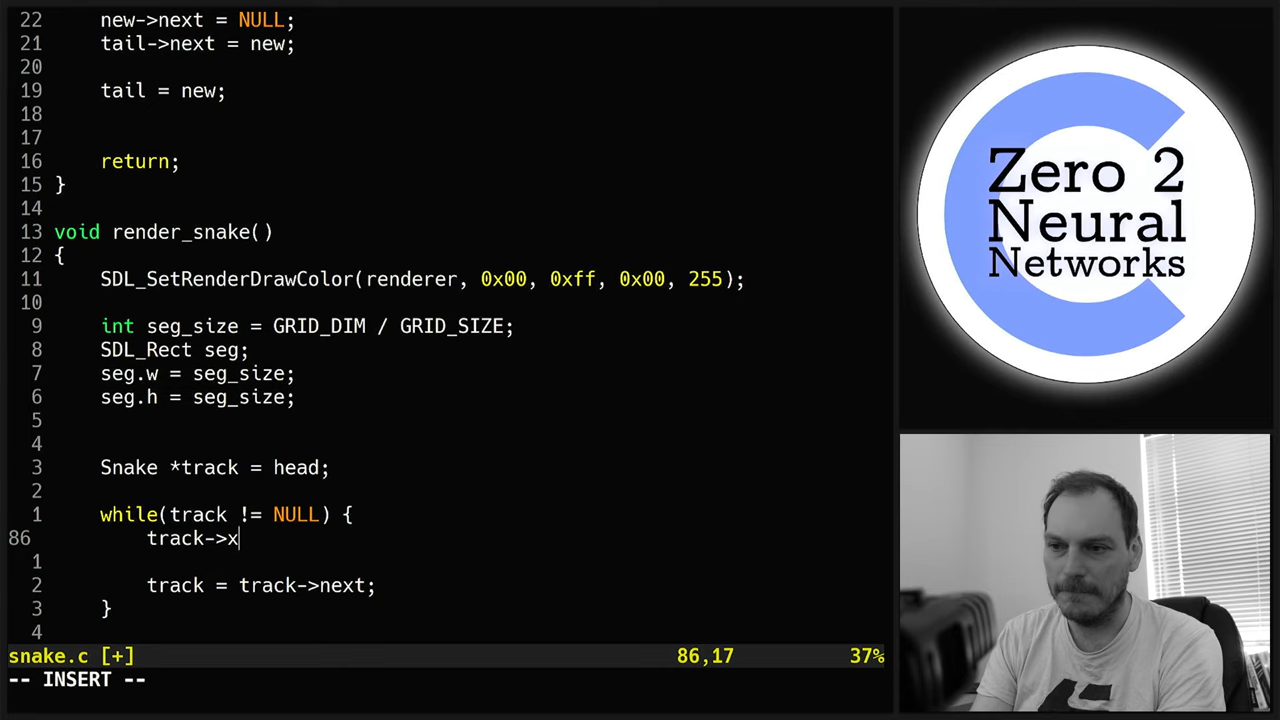 22 new->next = NULL;
21 tail->next = new;
20
19 tail = new;
18
17
16 return;
15 }
14
13 void render_snake()
12 {
11 SDL_SetRenderDrawColor(renderer, 0x00, 0xff, 0x00, 255);
10
9 int seg_size = GRID_DIM / GRID_SIZE;
8 SDL_Rect seg;
7 seg.w = seg_size;
6 seg.h = seg_size;
5
4
3 Snake *track = head;
2
1 while(track != NULL) {
86 track->x
1
2 track = track->next;
3 }
4
snake.c [+] 86,17 37%
-- INSERT --
Zero 2
Neural
Networks